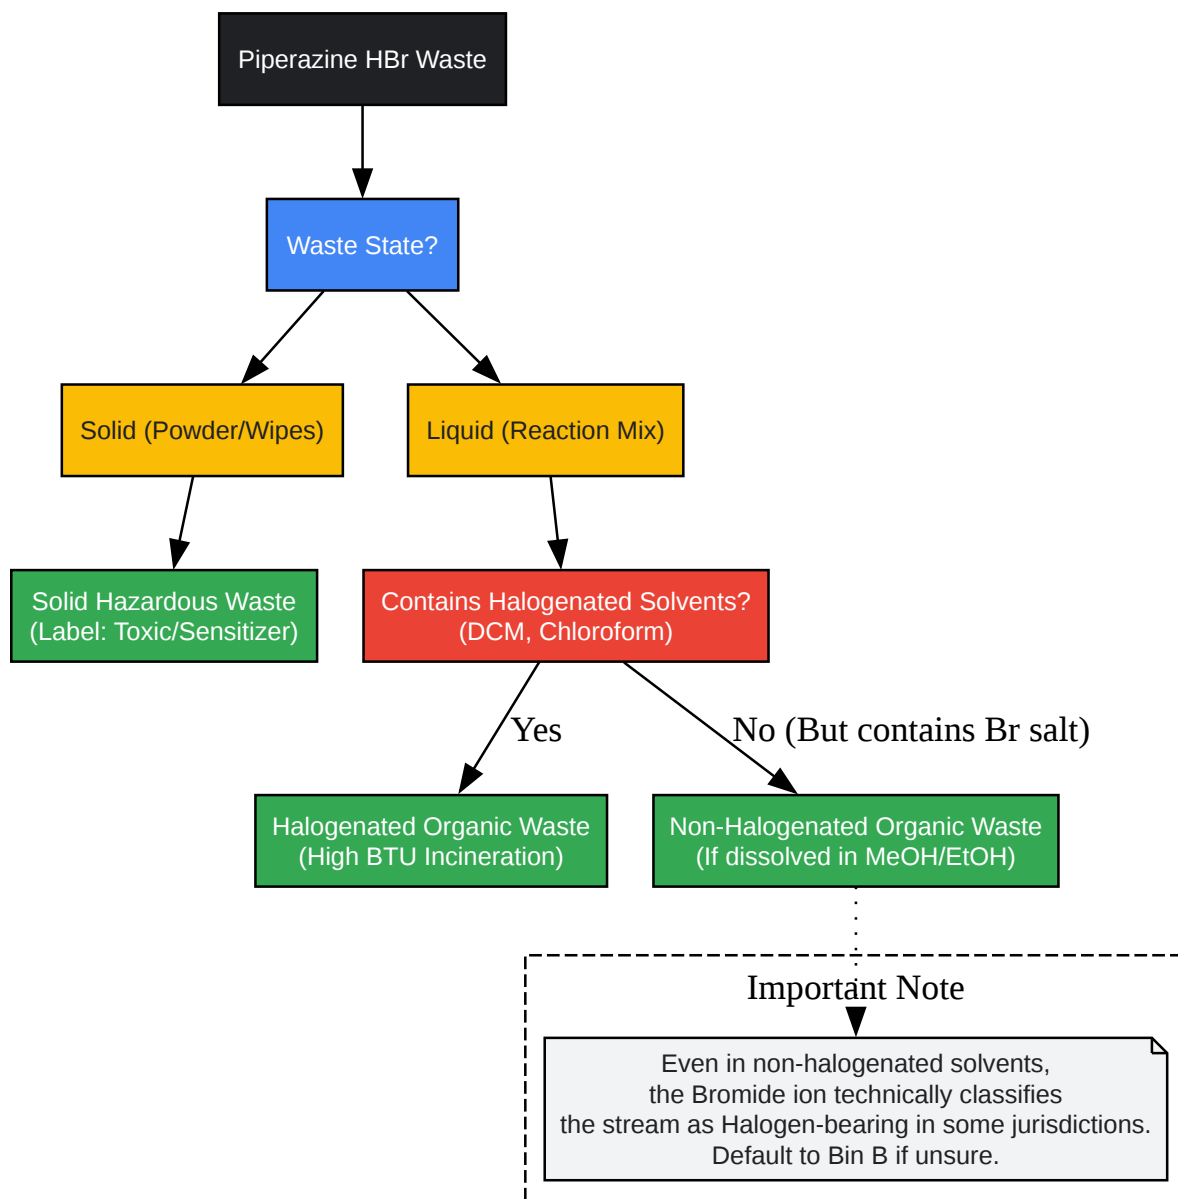 Piperazine HBr Waste
Waste State?
Solid (Powder/Wipes)
Liquid (Reaction Mix)
Solid Hazardous Waste
(Label: Toxic/Sensitizer)
Contains Halogenated Solvents?
(DCM, Chloroform)
Yes
No (But contains Br salt)
Halogenated Organic Waste
(High BTU Incineration)
Non-Halogenated Organic Waste
(If dissolved in MeOH/EtOH)
Important Note
Even in non-halogenated solvents,
the Bromide ion technically classifies
the stream as Halogen-bearing in some jurisdictions.
Default to Bin B if unsure.